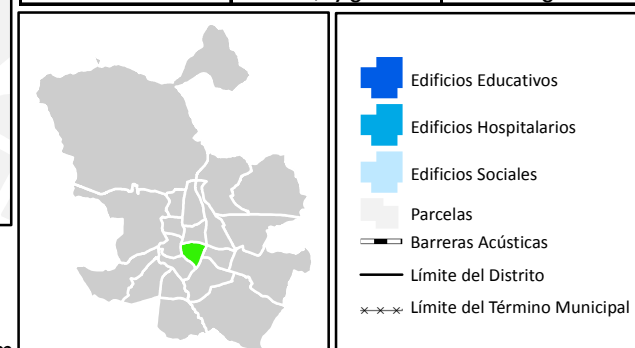 Edificios Educativos
Edificios Hospitalarios
Edificios Sociales
Parcelas
Barreras Acústicas
Límite del Distrito
Límite del Término Municipal